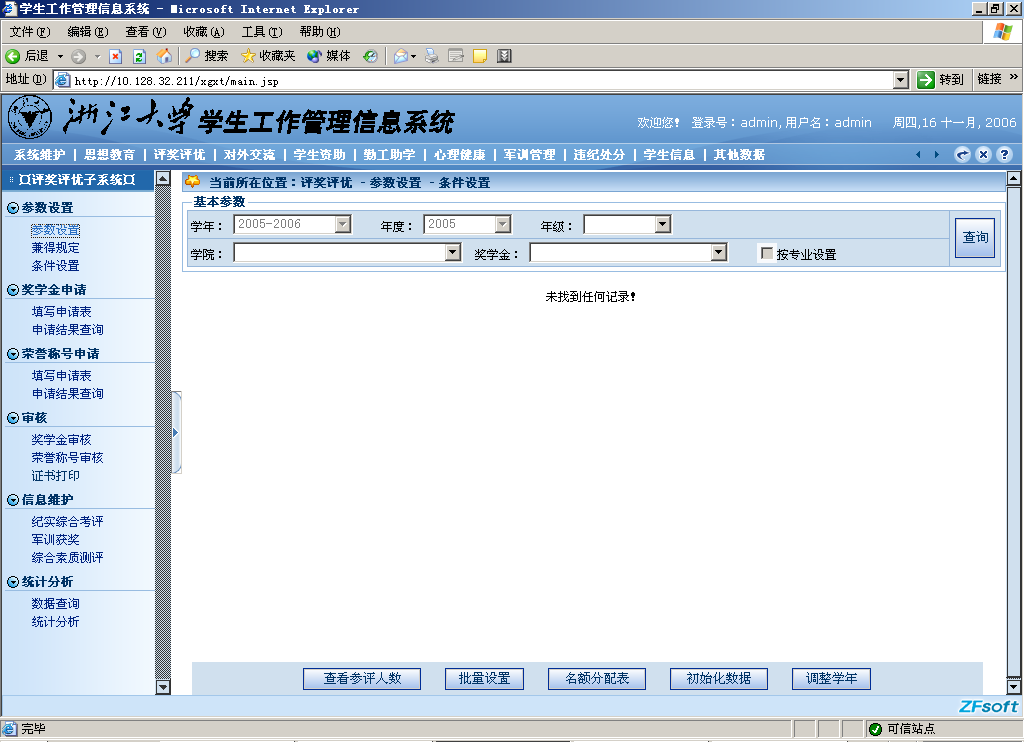 学生工作管理信息系统 - Microsoft Internet Explorer
文件(F) 编辑(E) 查看(V) 收藏(A) 工具(T) 帮助(H)
后退 搜索 收藏夹 媒体
地址(D) http://10.128.32.211/xgxt/main.jsp 转到 链接 »
浙江大学 学生工作管理信息系统 欢迎您! 登录号：admin, 用户名：admin 周四,16 十一月, 2006
系统维护 | 思想教育 | 评奖评优 | 对外交流 | 学生资助 | 勤工助学 | 心理健康 | 军训管理 | 违纪处分 | 学生信息 | 其他数据
评奖评优子系统
参数设置
参数设置
兼得规定
条件设置
奖学金申请
填写申请表
申请结果查询
荣誉称号申请
填写申请表
申请结果查询
审核
奖学金审核
荣誉称号审核
证书打印
信息维护
纪实综合考评
军训获奖
综合素质测评
统计分析
数据查询
统计分析
当前所在位置：评奖评优 - 参数设置 - 条件设置
基本参数
学年： 2005-2006 年度： 2005 年级：
学院： 奖学金： 按专业设置
查询
未找到任何记录!
查看参评人数 批量设置 名额分配表 初始化数据 调整学年
ZFsoft
完毕 可信站点